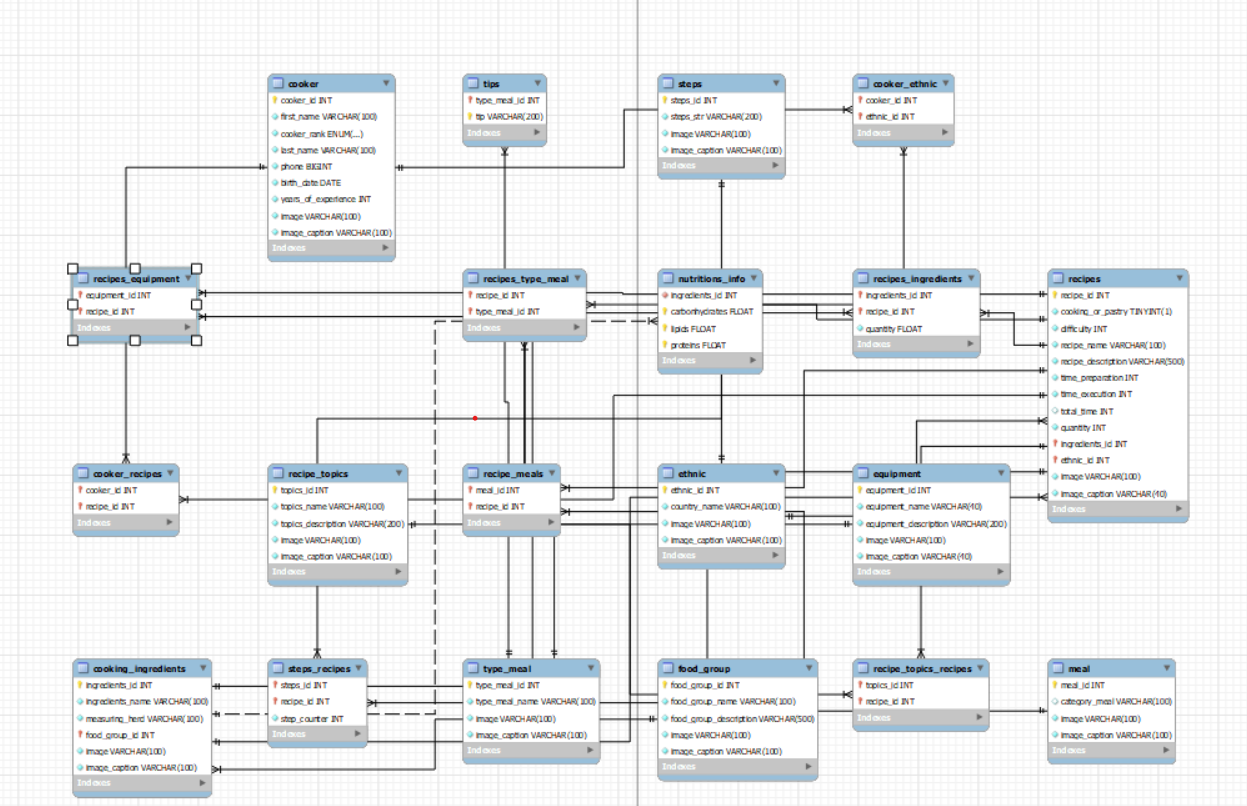 cooker
cooker_id INT
first_name VARCHAR(100)
cooker_rank ENUM(...)
last_name VARCHAR(100)
phone BIGINT
birth_date DATE
years_of_experience INT
image VARCHAR(100)
image_caption VARCHAR(100)
Indexes
tips
type_meal_id INT
tip VARCHAR(200)
Indexes
steps
steps_id INT
steps_str VARCHAR(200)
image VARCHAR(100)
image_caption VARCHAR(100)
Indexes
cooker_ethnic
cooker_id INT
ethnic_id INT
Indexes
recipes_equipment
equipment_id INT
recipe_id INT
Indexes
recipes_type_meal
recipe_id INT
type_meal_id INT
Indexes
nutritions_info
ingredients_id INT
carbohydrates FLOAT
lipids FLOAT
proteins FLOAT
Indexes
recipes_ingredients
ingredients_id INT
recipe_id INT
quantity FLOAT
Indexes
recipes
recipe_id INT
cooking_or_pastry TINYINT(1)
difficulty INT
recipe_name VARCHAR(100)
recipe_description VARCHAR(500)
time_preparation INT
time_execution INT
total_time INT
quantity INT
ingredients_id INT
ethnic_id INT
image VARCHAR(100)
image_caption VARCHAR(40)
Indexes
cooker_recipes
cooker_id INT
recipe_id INT
Indexes
recipe_topics
topics_id INT
topics_name VARCHAR(100)
topics_description VARCHAR(200)
image VARCHAR(100)
image_caption VARCHAR(100)
Indexes
recipe_meals
meal_id INT
recipe_id INT
Indexes
ethnic
ethnic_id INT
country_name VARCHAR(100)
image VARCHAR(100)
image_caption VARCHAR(100)
Indexes
equipment
equipment_id INT
equipment_name VARCHAR(40)
equipment_description VARCHAR(200)
image VARCHAR(100)
image_caption VARCHAR(40)
Indexes
cooking_ingredients
ingredients_id INT
ingredients_name VARCHAR(100)
measuring_herd VARCHAR(100)
food_group_id INT
image VARCHAR(100)
image_caption VARCHAR(100)
Indexes
steps_recipes
steps_id INT
recipe_id INT
step_counter INT
Indexes
type_meal
type_meal_id INT
type_meal_name VARCHAR(100)
image VARCHAR(100)
image_caption VARCHAR(100)
Indexes
food_group
food_group_id INT
food_group_name VARCHAR(100)
food_group_description VARCHAR(500)
image VARCHAR(100)
image_caption VARCHAR(100)
Indexes
recipe_topics_recipes
topics_id INT
recipe_id INT
Indexes
meal
meal_id INT
category_meal VARCHAR(100)
image VARCHAR(100)
image_caption VARCHAR(100)
Indexes